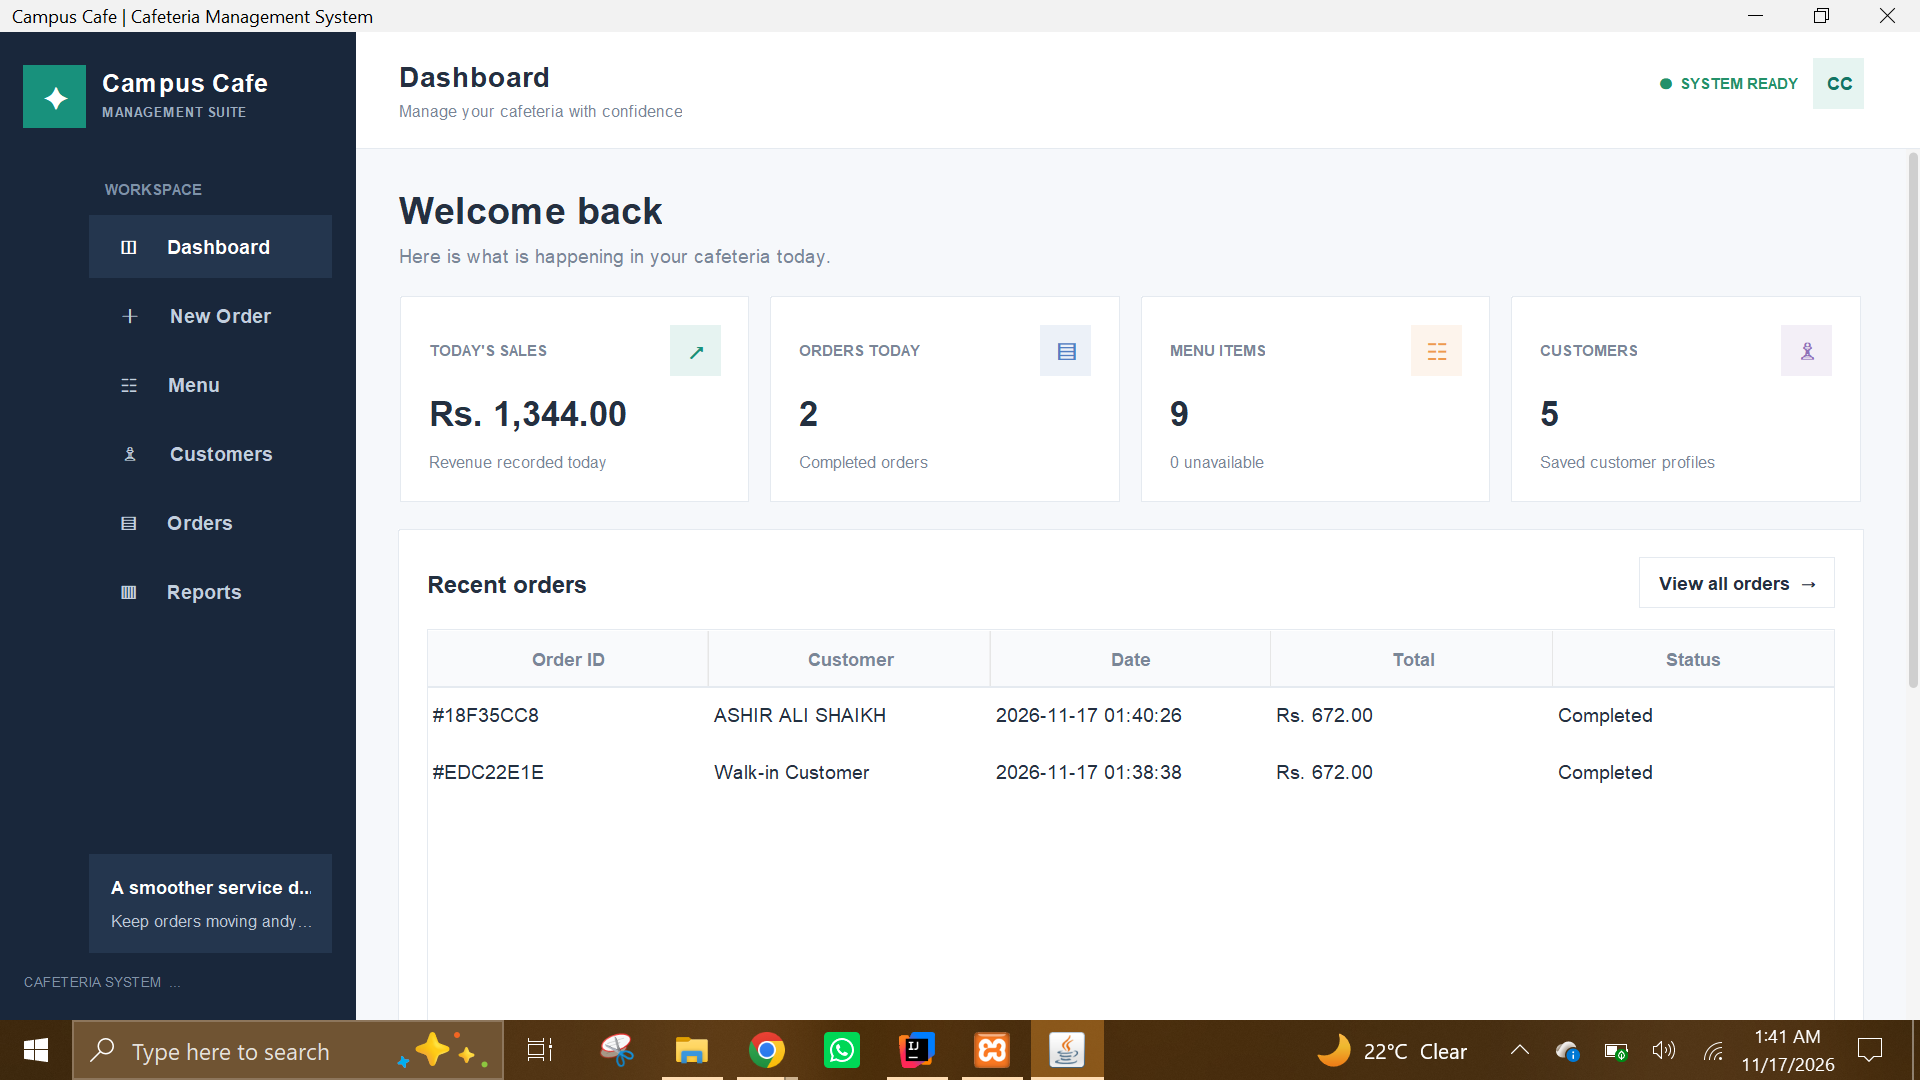 Campus Cafe | Cafeteria Management System
Campus Cafe
MANAGEMENT SUITE
WORKSPACE
Dashboard
New Order
Menu
Customers
Orders
Reports
A smoother service d...
Keep orders moving andy...
CAFETERIA SYSTEM ...
Dashboard
Manage your cafeteria with confidence
SYSTEM READY
CC
Welcome back
Here is what is happening in your cafeteria today.
TODAY'S SALES
Rs. 1,344.00
Revenue recorded today
ORDERS TODAY
2
Completed orders
MENU ITEMS
9
0 unavailable
CUSTOMERS
5
Saved customer profiles
Recent orders
View all orders →
Order ID Customer Date Total Status
#18F35CC8 ASHIR ALI SHAIKH 2026-11-17 01:40:26 Rs. 672.00 Completed
#EDC22E1E Walk-in Customer 2026-11-17 01:38:38 Rs. 672.00 Completed
Type here to search
22°C Clear
1:41 AM
11/17/2026